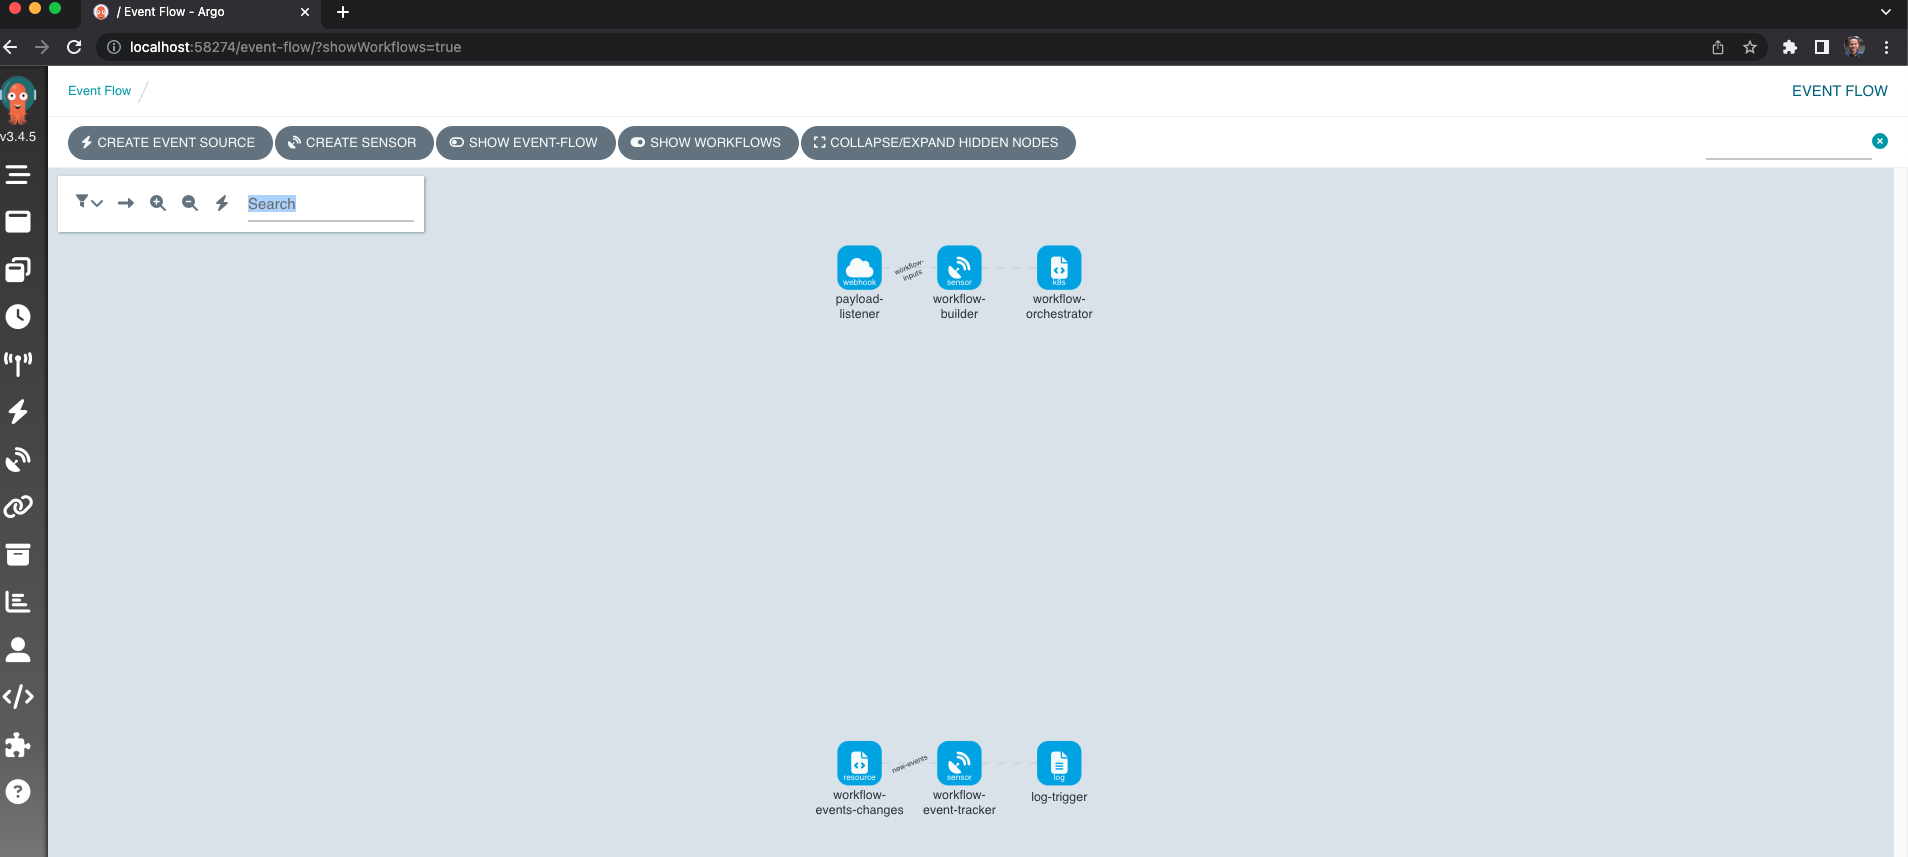 / Event Flow - Argo
localhost:58274/event-flow/?showWorkflows=true
Event Flow
EVENT FLOW
v3.4.5
CREATE EVENT SOURCE
CREATE SENSOR
SHOW EVENT-FLOW
SHOW WORKFLOWS
COLLAPSE/EXPAND HIDDEN NODES
Search
webhook
workflow-
inputs
sensor
k8s
payload-
listener
workflow-
builder
workflow-
orchestrator
resource
new-events
sensor
log
workflow-
events-changes
workflow-
event-tracker
log-trigger